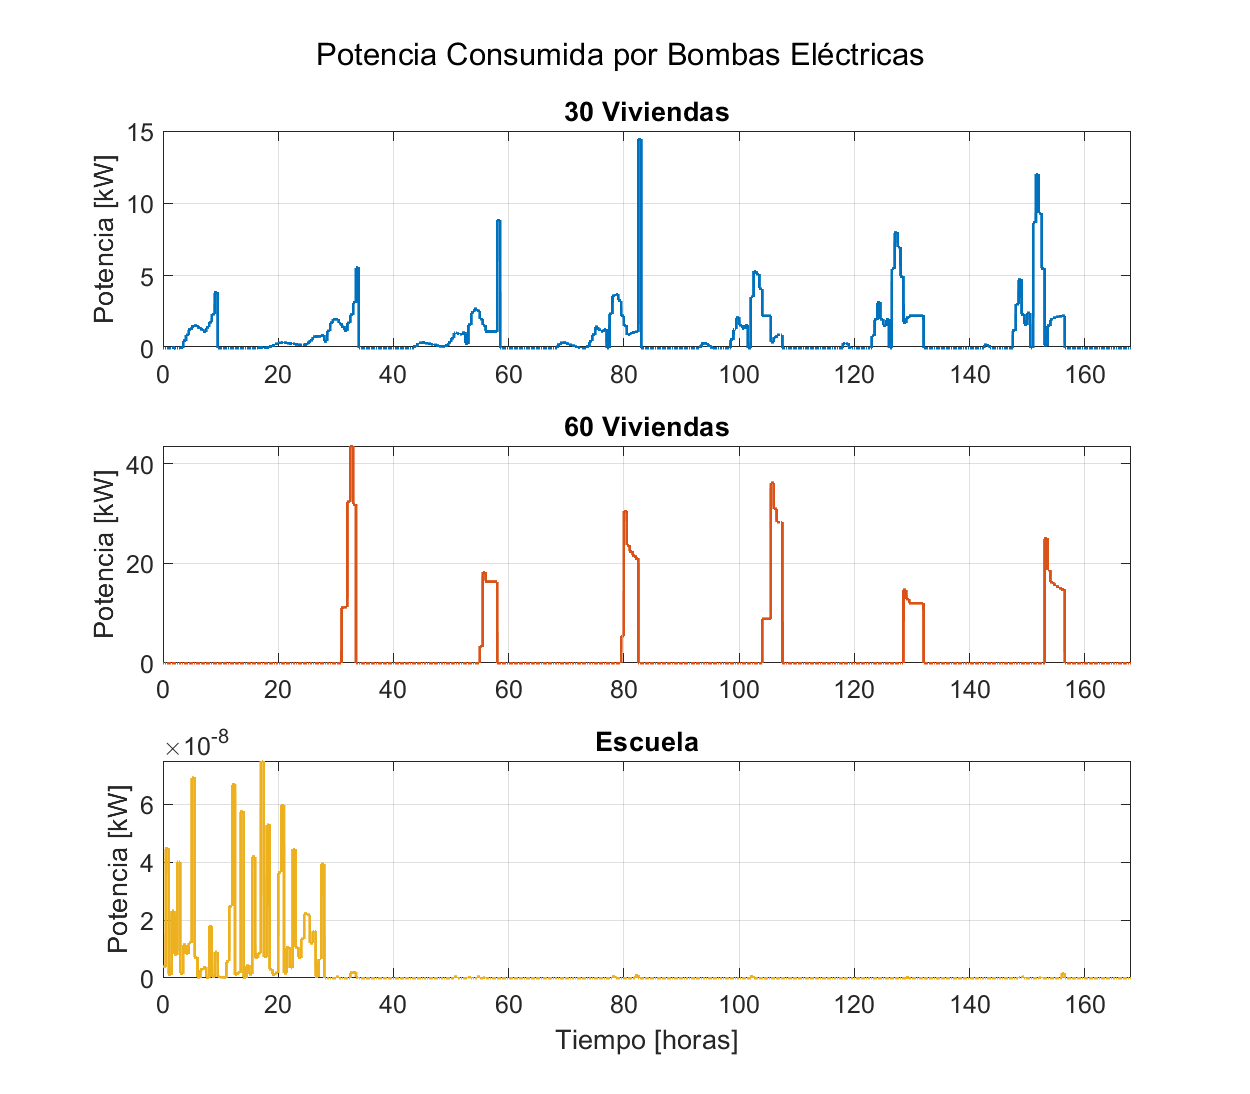 Potencia Consumida por Bombas Eléctricas
30 Viviendas
Potencia [kW]
15
10
5
0
0 20 40 60 80 100 120 140 160
60 Viviendas
Potencia [kW]
40
20
0
0 20 40 60 80 100 120 140 160
×10^-8
Escuela
Potencia [kW]
6
4
2
0
0 20 40 60 80 100 120 140 160
Tiempo [horas]